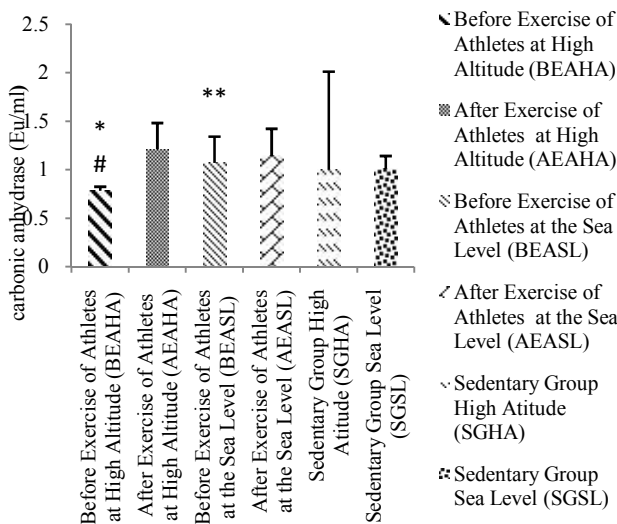 carbonic anhydrase (Eu/ml)
2.5
2
1.5
1
0.5
0
*
#
**
Before Exercise of Athletes
at High Altitude (BEAHA)
After Exercise of Athletes
at High Altitude (AEAHA)
Before Exercise of Athletes
at the Sea Level (BEASL)
After Exercise of Athletes
at the Sea Level (AEASL)
Sedentary Group High
Atitude (SGHA)
Sedentary Group Sea Level
(SGSL)
Before Exercise of
Athletes at High
Altitude (BEAHA)
After Exercise of
Athletes at High
Altitude (AEAHA)
Before Exercise of
Athletes at the Sea
Level (BEASL)
After Exercise of
Athletes at the Sea
Level (AEASL)
Sedentary Group
High Atitude
(SGHA)
Sedentary Group
Sea Level (SGSL)